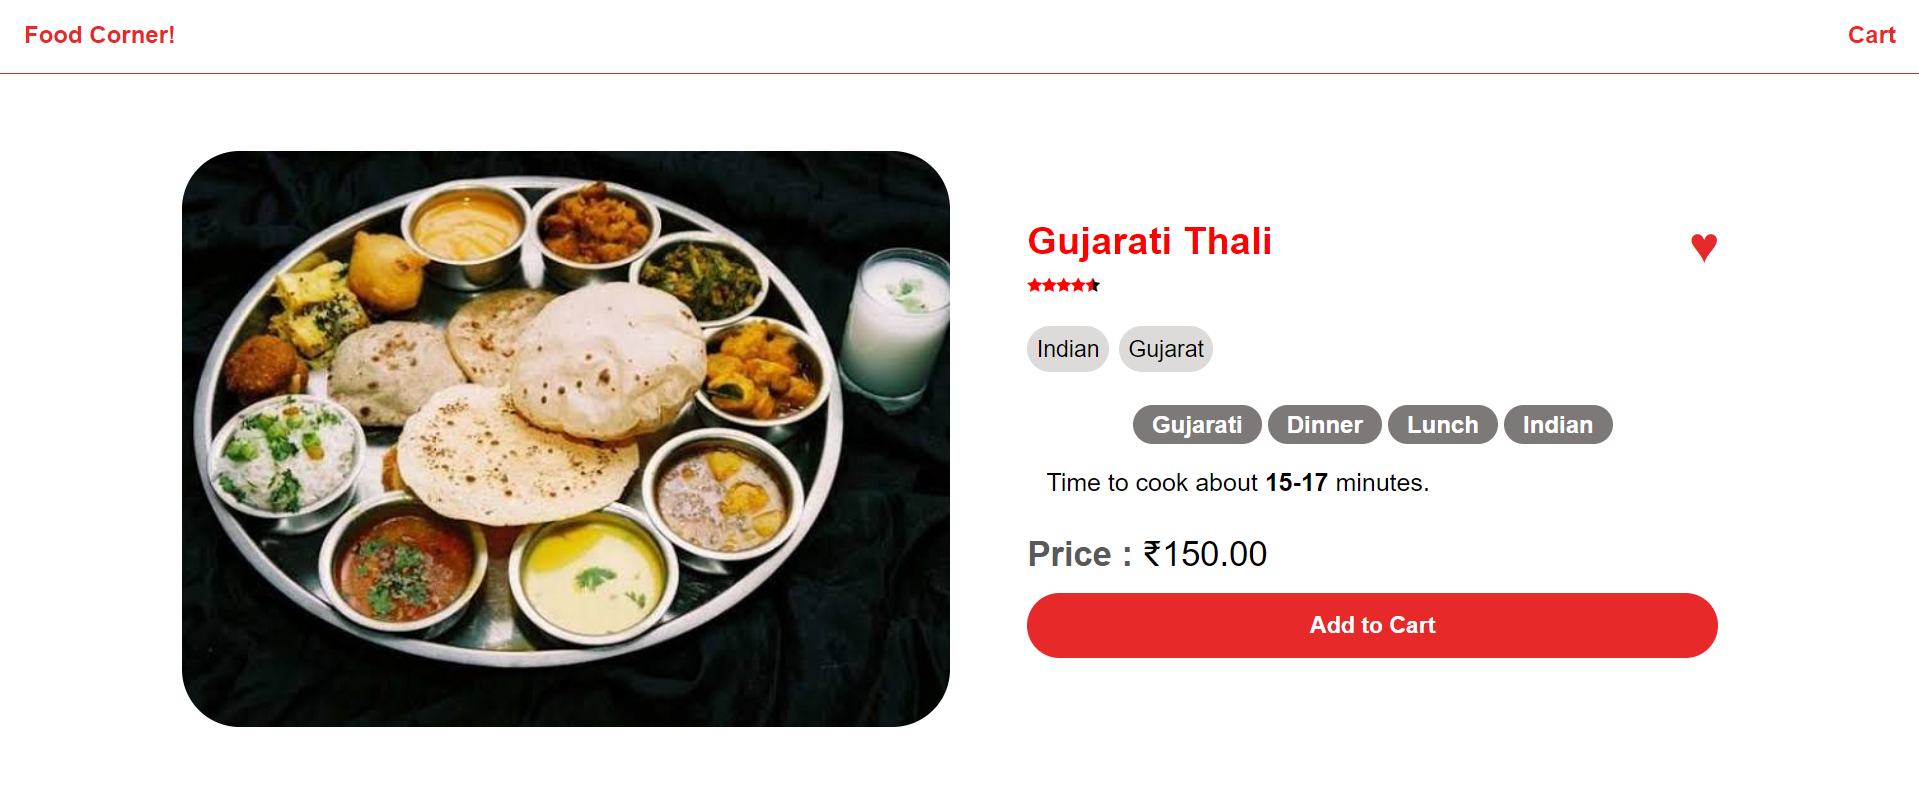 Food Corner!
Cart
Gujarati Thali
Indian Gujarat
Gujarati Dinner Lunch Indian
Time to cook about 15-17 minutes.
Price : ₹150.00
Add to Cart